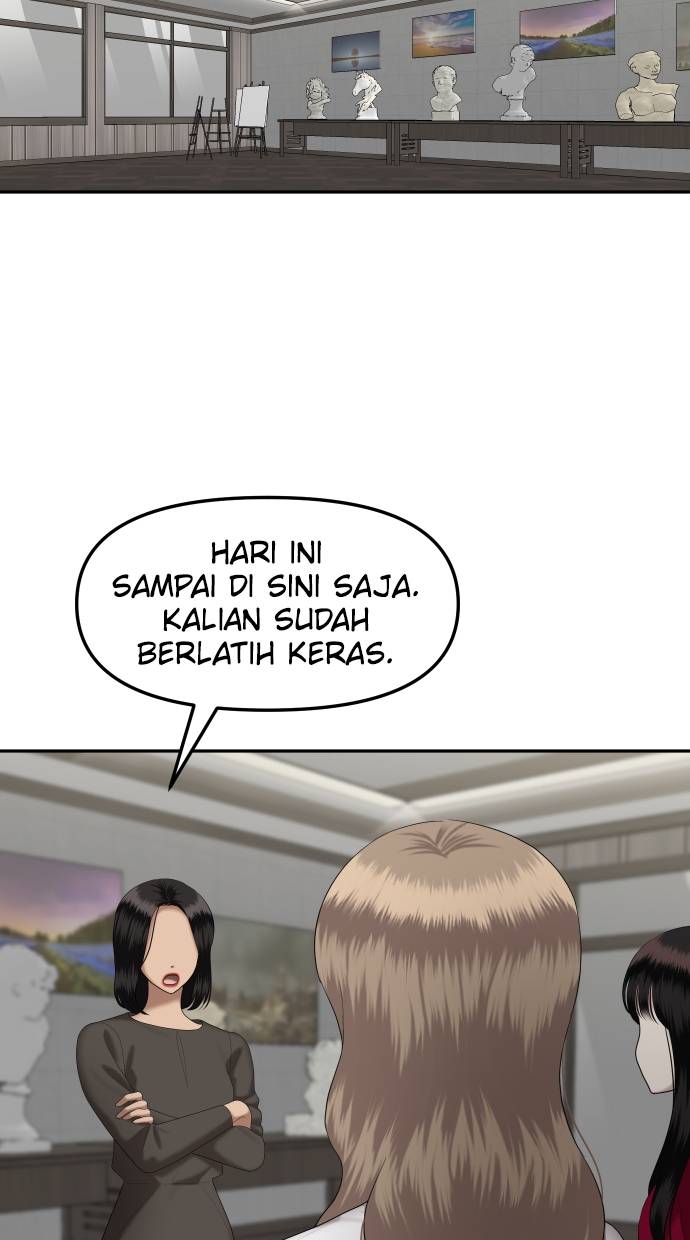 HARI INI
SAMPAI DI SINI SAJA.
KALIAN SUDAH
BERLATIH KERAS.